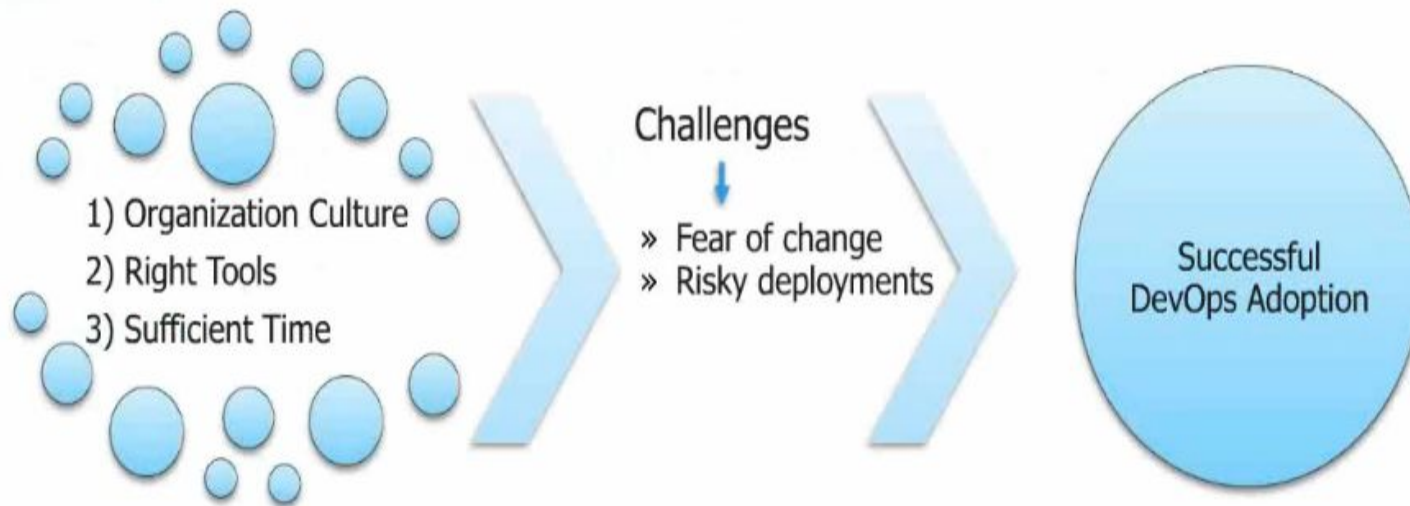 1) Organization Culture
2) Right Tools
3) Sufficient Time
Challenges
» Fear of change
» Risky deployments
Successful
DevOps Adoption